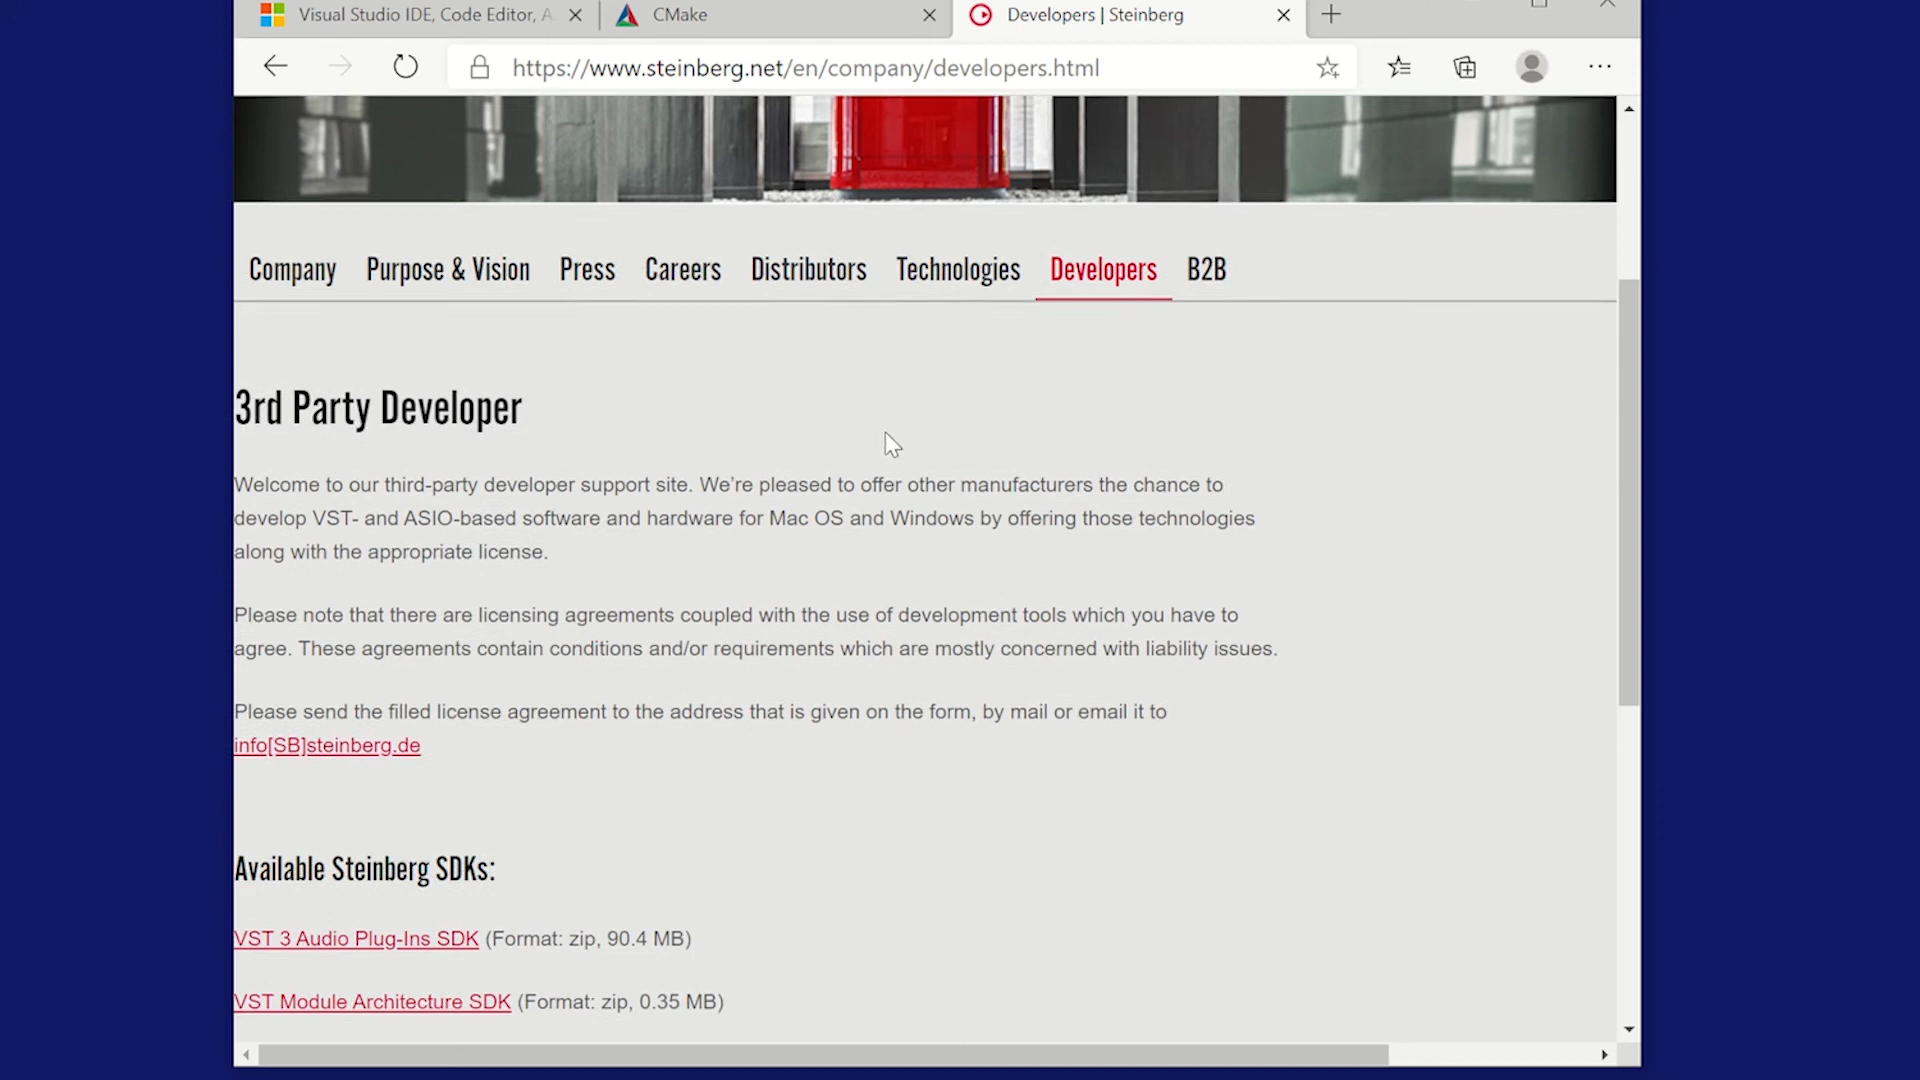 Visual Studio IDE, Code Editor, A
CMake
Developers | Steinberg
https://www.steinberg.net/en/company/developers.html
Company Purpose & Vision Press Careers Distributors Technologies Developers B2B
3rd Party Developer
Welcome to our third-party developer support site. We’re pleased to offer other manufacturers the chance to
develop VST- and ASIO-based software and hardware for Mac OS and Windows by offering those technologies
along with the appropriate license.
Please note that there are licensing agreements coupled with the use of development tools which you have to
agree. These agreements contain conditions and/or requirements which are mostly concerned with liability issues.
Please send the filled license agreement to the address that is given on the form, by mail or email it to
info[SB]steinberg.de
Available Steinberg SDKs:
VST 3 Audio Plug-Ins SDK (Format: zip, 90.4 MB)
VST Module Architecture SDK (Format: zip, 0.35 MB)